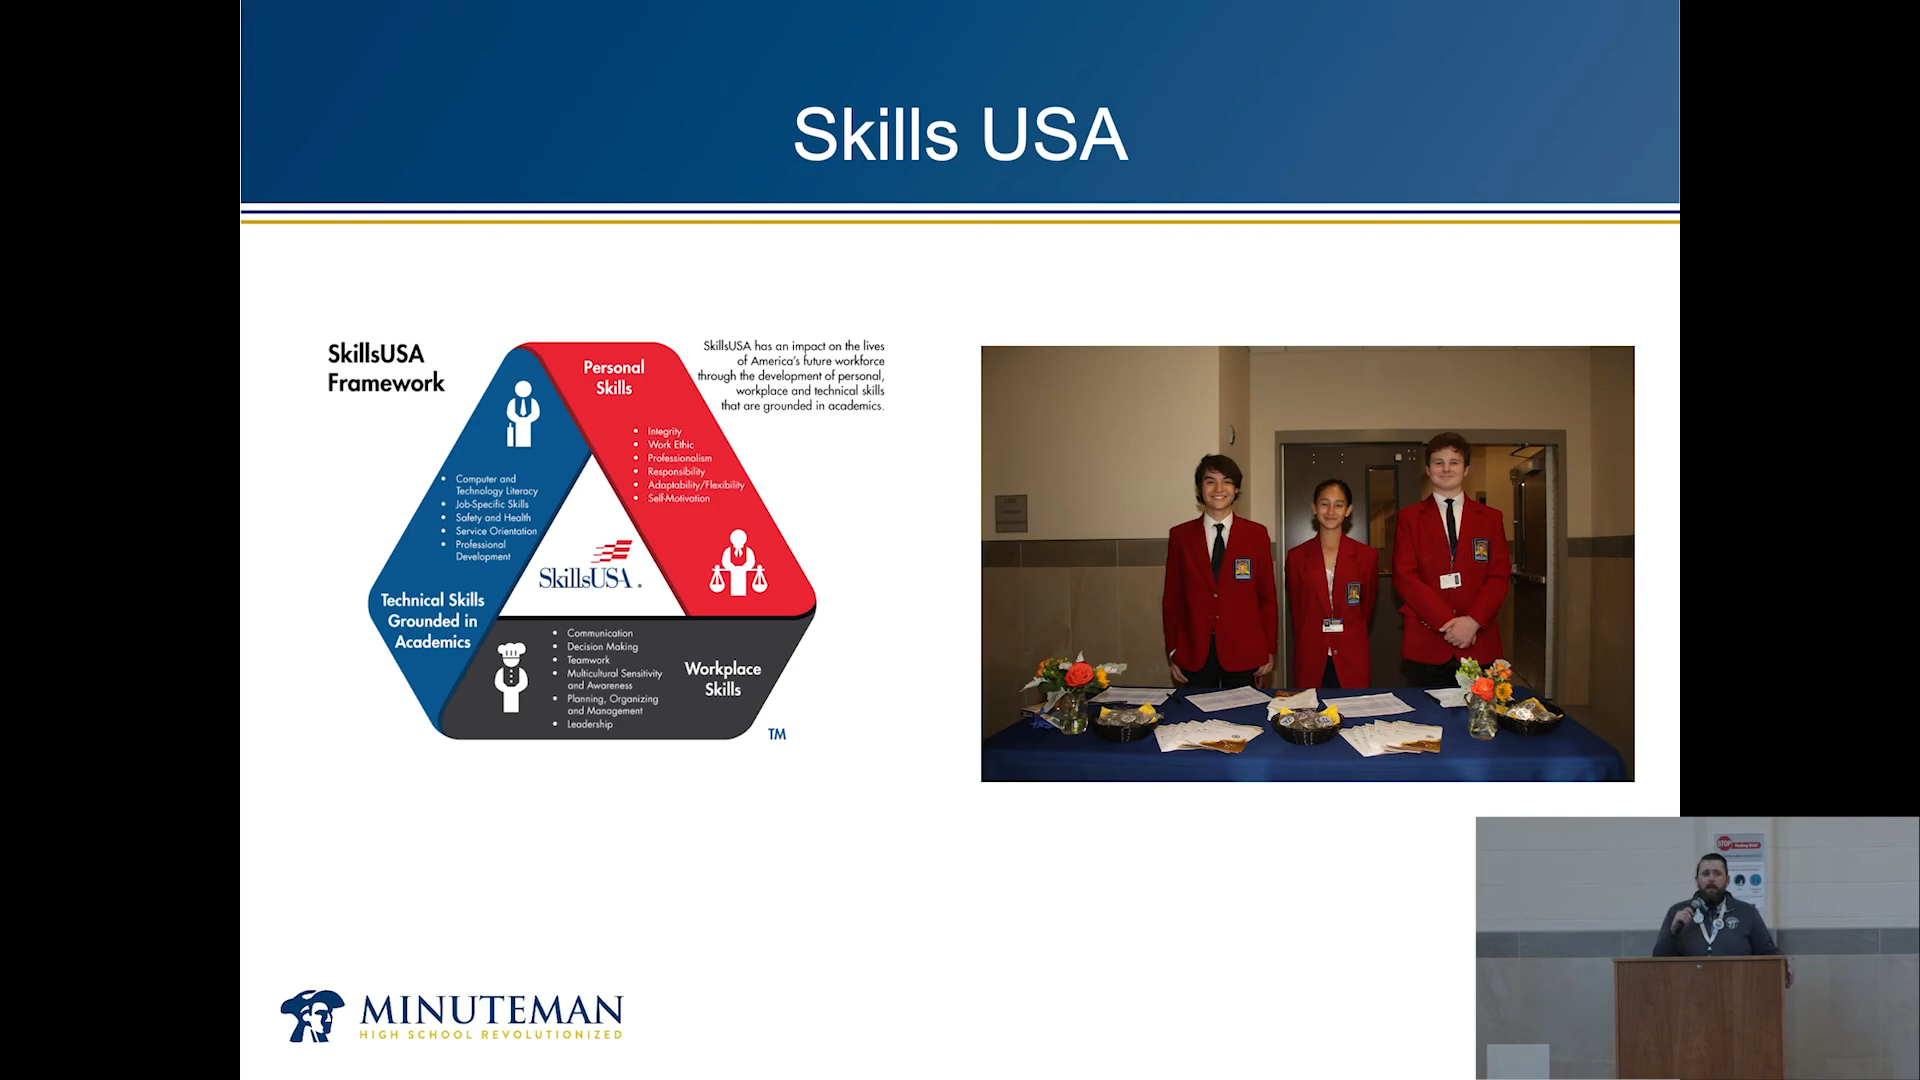 Skills USA
SkillsUSA
Framework
SkillsUSA has an impact on the lives
of America's future workforce
through the development of personal,
workplace and technical skills
that are grounded in academics.
Personal
Skills
• Integrity
• Work Ethic
• Professionalism
• Responsibility
• Adaptability/Flexibility
• Self-Motivation
• Computer and
Technology Literacy
• Job-Specific Skills
• Safety and Health
• Service Orientation
• Professional
Development
Technical Skills
Grounded in
Academics
SkillsUSA®
• Communication
• Decision Making
• Teamwork
• Multicultural Sensitivity
and Awareness
• Planning, Organizing
and Management
• Leadership
Workplace
Skills
TM
STOP
MINUTEMAN
HIGH SCHOOL REVOLUTIONIZED